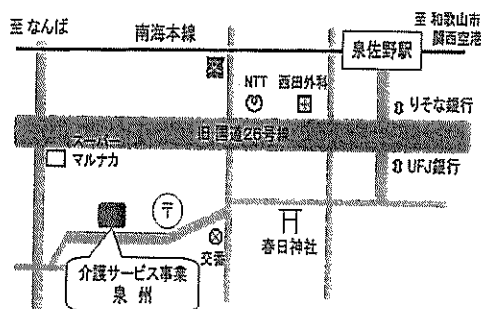 至 なんば
南海本線
至 和歌山市
関西空港
泉佐野駅
NTT
西田外科
りそな銀行
旧 国道26号線
スーパー
マルナカ
UFJ銀行
〒
交番
春日神社
介護サービス事業
泉 州